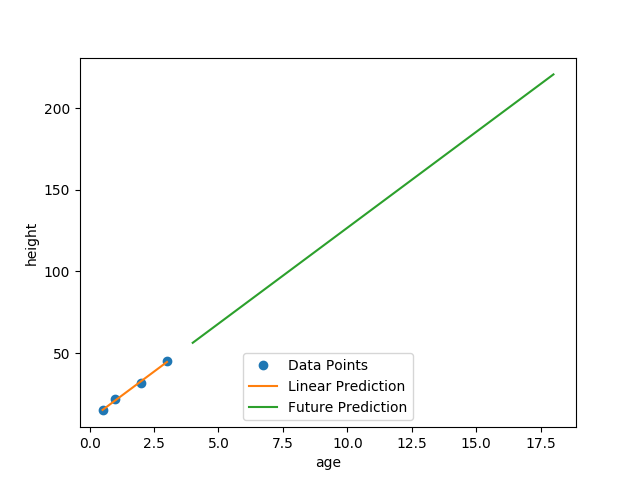 200
150
100
50
height
Data Points
Linear Prediction
Future Prediction
0.0 2.5 5.0 7.5 10.0 12.5 15.0 17.5
age